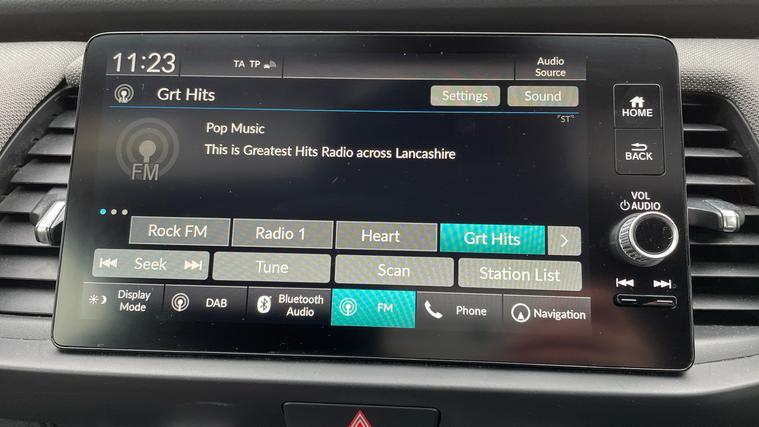 11:23
TA TP
Audio
Source
Grt Hits
Settings
Sound
ST
Pop Music
This is Greatest Hits Radio across Lancashire
FM
HOME
BACK
VOL
AUDIO
Rock FM
Radio 1
Heart
Grt Hits
Seek
Tune
Scan
Station List
Display
Mode
DAB
Bluetooth
Audio
FM
Phone
Navigation